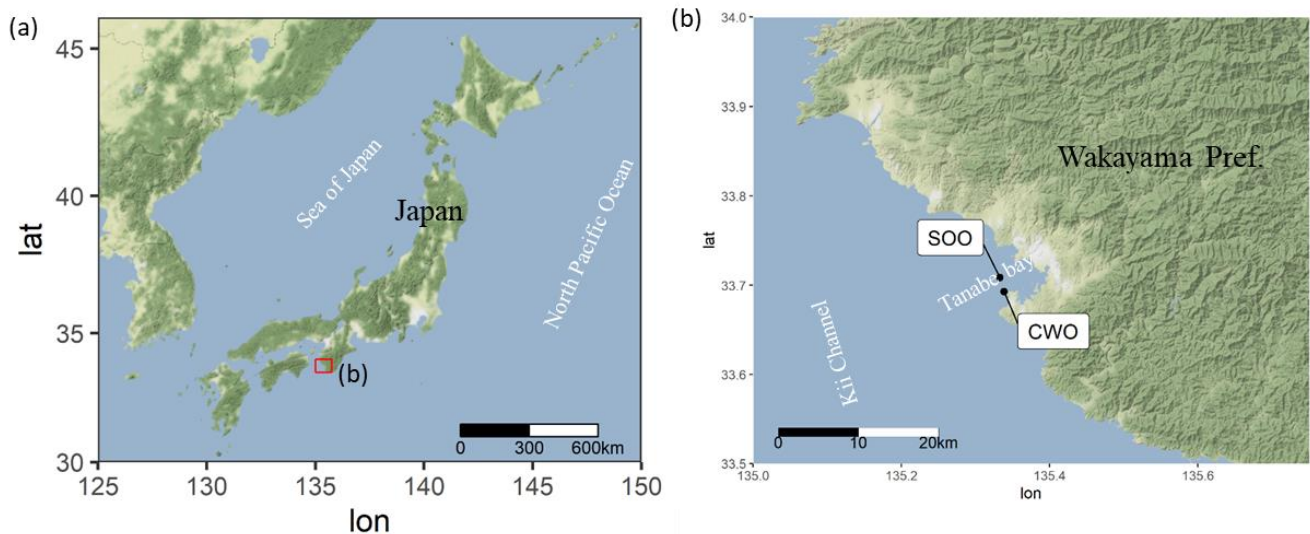 (a)
45
40
35
30
lat
125
130
135
140
145
150
lon
Sea of Japan
Japan
North Pacific Ocean
(b)
0
300
600km
(b)
34.0
33.9
33.8
33.7
33.6
33.5
lat
135.0
135.2
135.4
135.6
lon
Wakayama Pref.
SOO
Tanabe bay
CWO
Kii Channel
0
10
20km